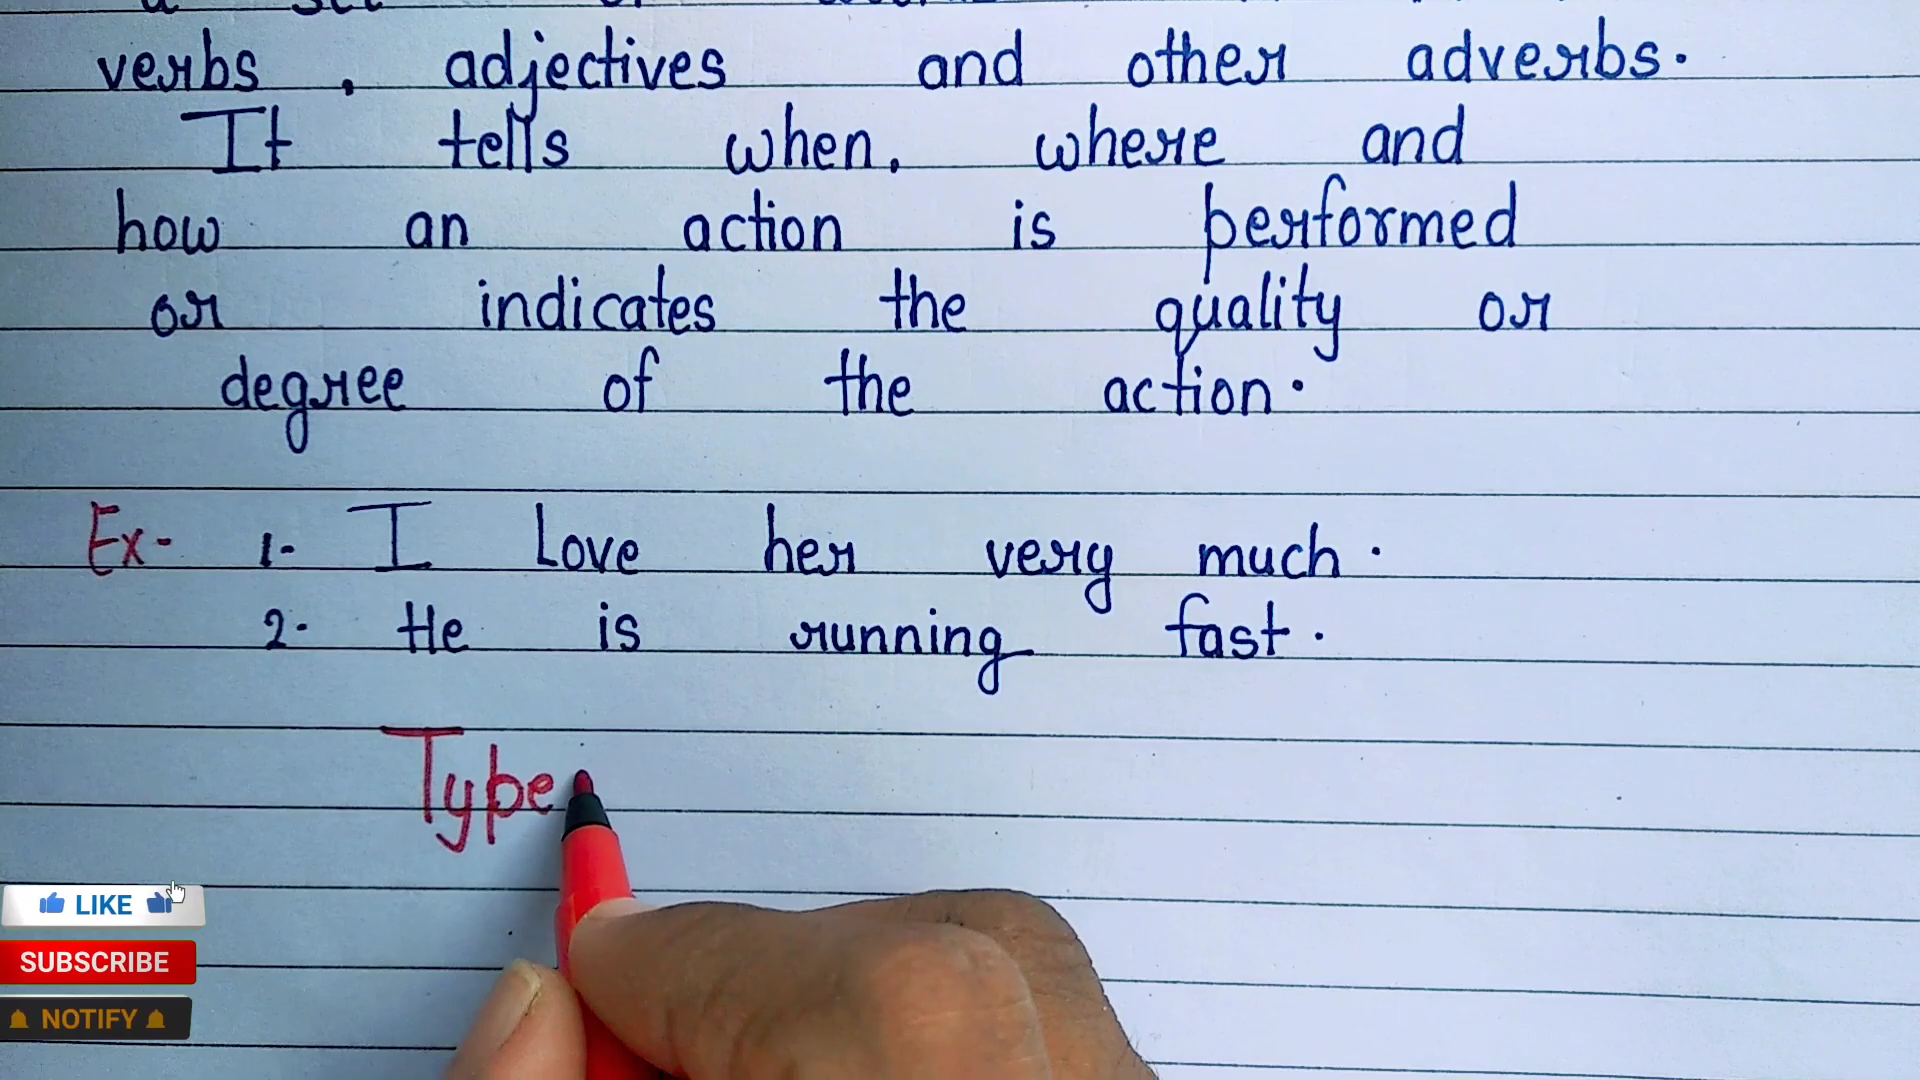 verbs, adjectives and other adverbs.
It tells when, where and
how an action is performed
or indicates the quality or
degree of the action.
Ex- 1- I Love her very much.
2- He is running fast.
Type
LIKE
SUBSCRIBE
NOTIFY